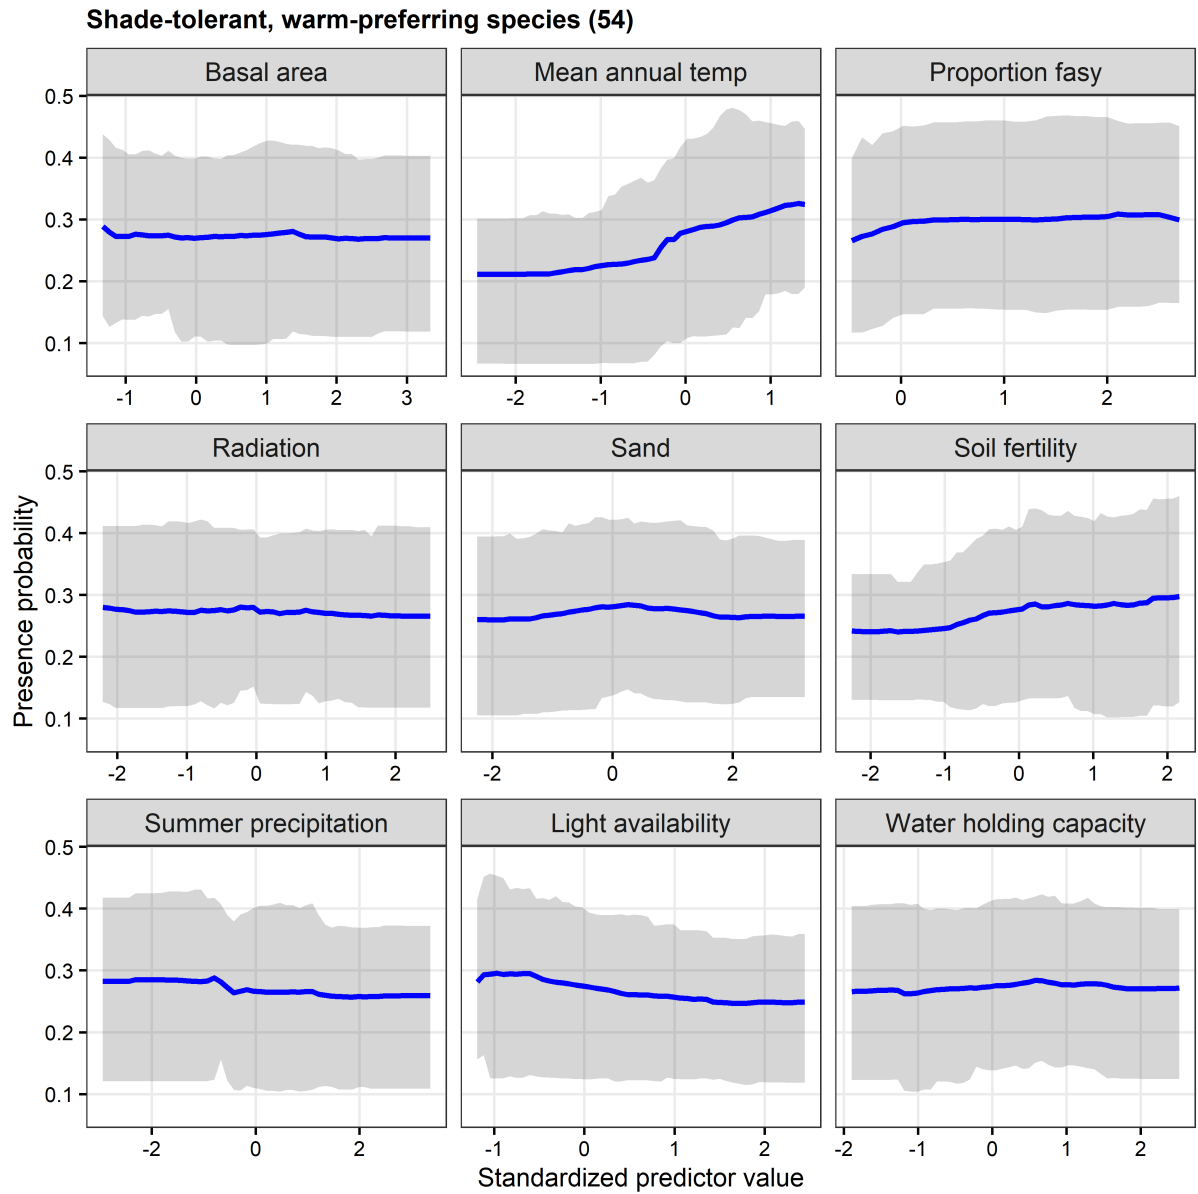 Shade-tolerant, warm-preferring species (54)
Basal area
Mean annual temp
Proportion fasy
0.5
0.4
0.3
0.2
0.1
-1 0 1 2 3
-2 -1 0 1
0 1 2
Radiation
Sand
Soil fertility
0.5
0.4
0.3
0.2
0.1
-2 -1 0 1 2
-2 0 2
-2 -1 0 1 2
Presence probability
Summer precipitation
Light availability
Water holding capacity
0.5
0.4
0.3
0.2
0.1
-2 0 2
-1 0 1 2
-2 -1 0 1 2
Standardized predictor value